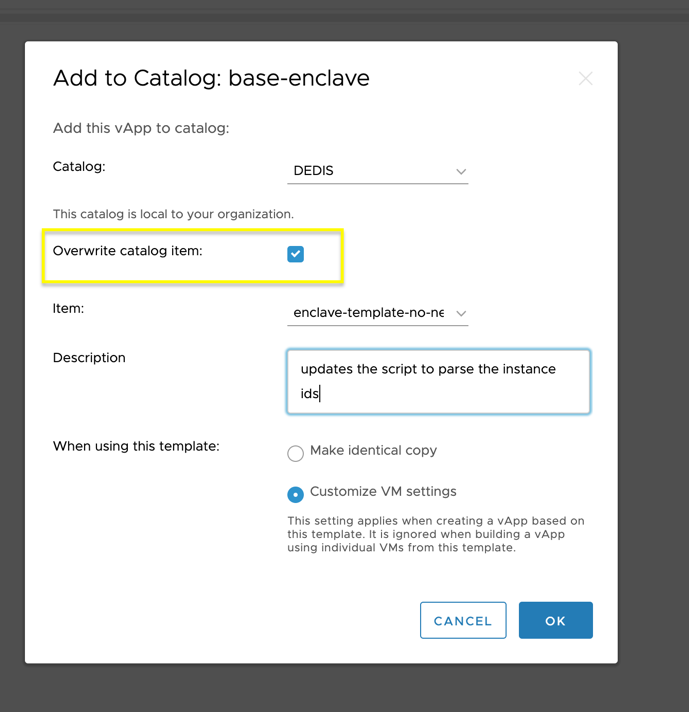 Add to Catalog: base-enclave
Add this vApp to catalog:
Catalog:
DEDIS
This catalog is local to your organization.
Overwrite catalog item:
Item:
enclave-template-no-ne
Description
updates the script to parse the instance
ids
When using this template:
Make identical copy
Customize VM settings
This setting applies when creating a vApp based on
this template. It is ignored when building a vApp
using individual VMs from this template.
CANCEL
OK